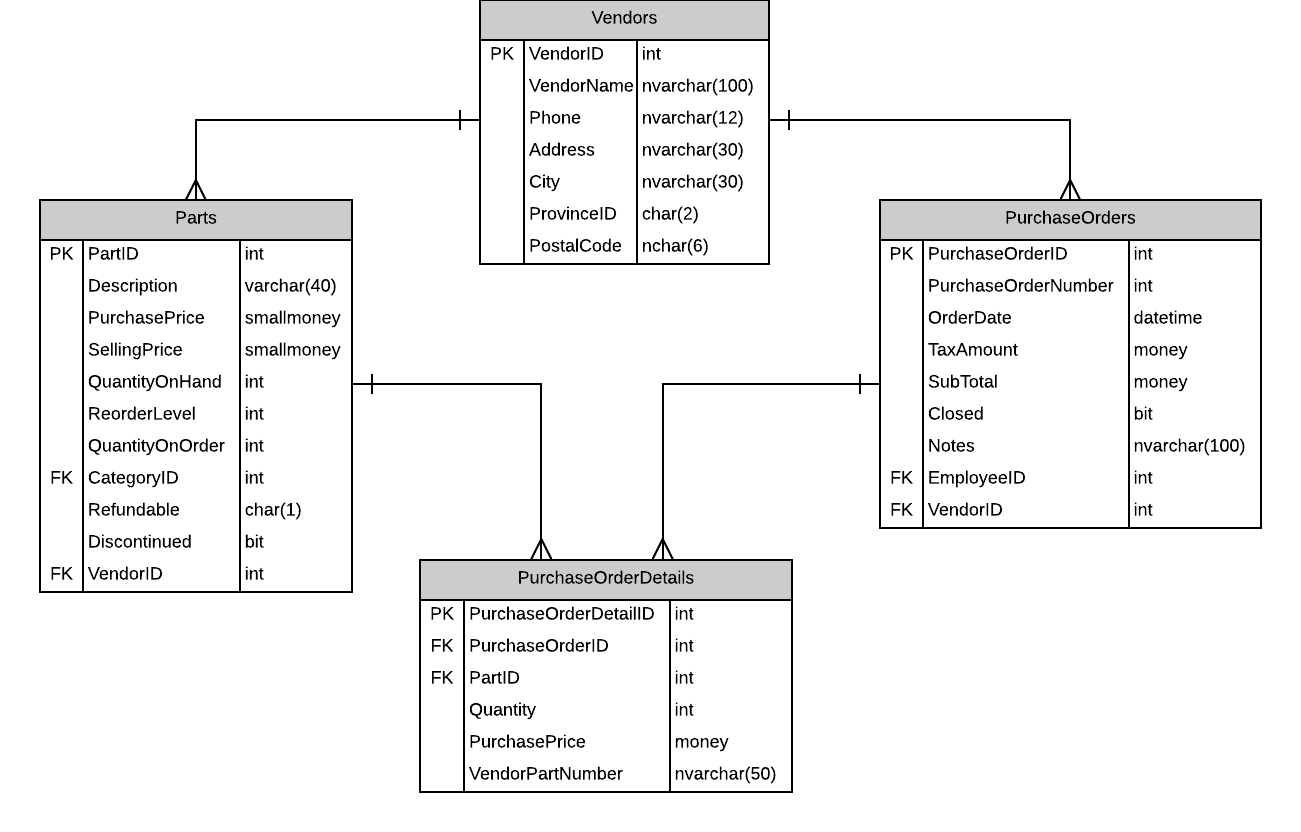 Vendors
PK VendorID int
VendorName nvarchar(100)
Phone nvarchar(12)
Address nvarchar(30)
City nvarchar(30)
ProvinceID char(2)
PostalCode nchar(6)
Parts
PK PartID int
Description varchar(40)
PurchasePrice smallmoney
SellingPrice smallmoney
QuantityOnHand int
ReorderLevel int
QuantityOnOrder int
FK CategoryID int
Refundable char(1)
Discontinued bit
FK VendorID int
PurchaseOrders
PK PurchaseOrderID int
PurchaseOrderNumber int
OrderDate datetime
TaxAmount money
SubTotal money
Closed bit
Notes nvarchar(100)
FK EmployeeID int
FK VendorID int
PurchaseOrderDetails
PK PurchaseOrderDetailID int
FK PurchaseOrderID int
FK PartID int
Quantity int
PurchasePrice money
VendorPartNumber nvarchar(50)